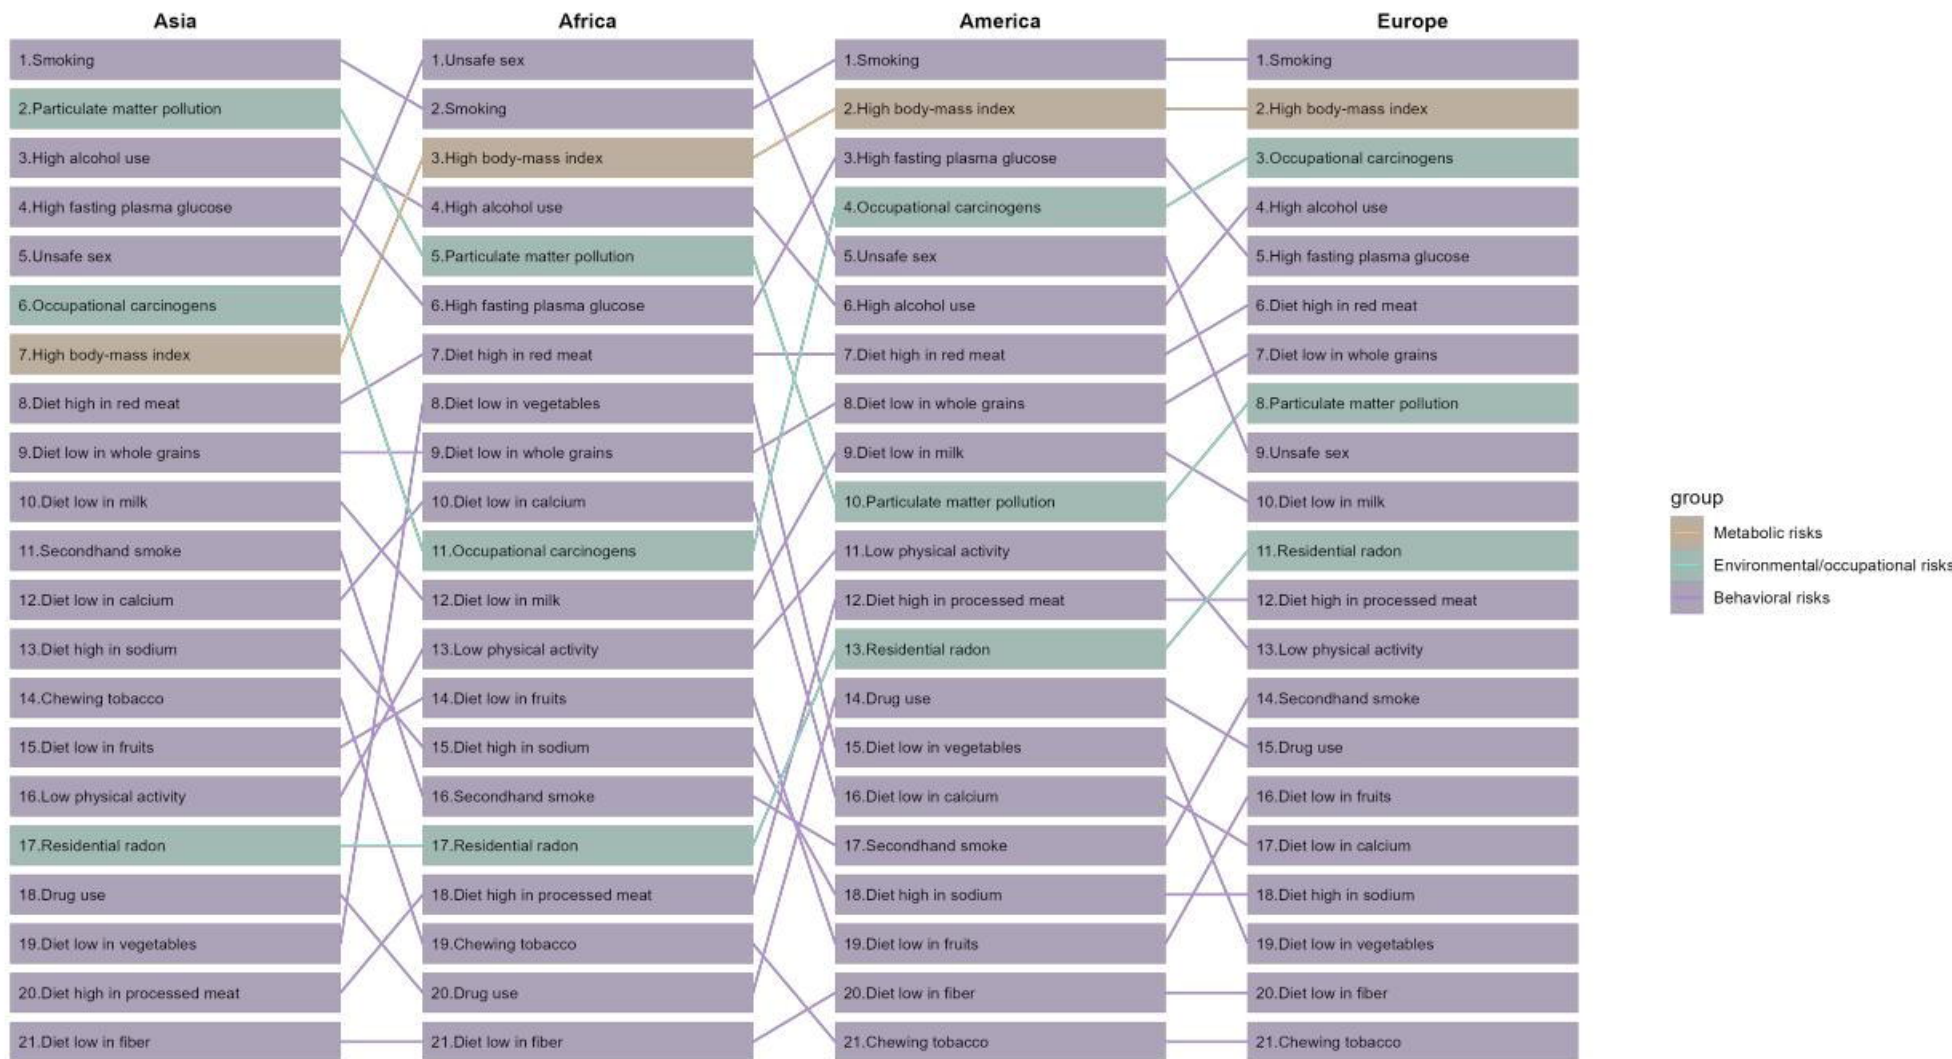 Asia
1.Smoking
2.Particulate matter pollution
3.High alcohol use
4.High fasting plasma glucose
5.Unsafe sex
6.Occupational carcinogens
7.High body-mass index
8.Diet high in red meat
9.Diet low in whole grains
10.Diet low in milk
11.Secondhand smoke
12.Diet low in calcium
13.Diet high in sodium
14.Chewing tobacco
15.Diet low in fruits
16.Low physical activity
17.Residential radon
18.Drug use
19.Diet low in vegetables
20.Diet high in processed meat
21.Diet low in fiber
Africa
1.Unsafe sex
2.Smoking
3.High body-mass index
4.High alcohol use
5.Particulate matter pollution
6.High fasting plasma glucose
7.Diet high in red meat
8.Diet low in vegetables
9.Diet low in whole grains
10.Diet low in calcium
11.Occupational carcinogens
12.Diet low in milk
13.Low physical activity
14.Diet low in fruits
15.Diet high in sodium
16.Secondhand smoke
17.Residential radon
18.Diet high in processed meat
19.Chewing tobacco
20.Drug use
21.Diet low in fiber
America
1.Smoking
2.High body-mass index
3.High fasting plasma glucose
4.Occupational carcinogens
5.Unsafe sex
6.High alcohol use
7.Diet high in red meat
8.Diet low in whole grains
9.Diet low in milk
10.Particulate matter pollution
11.Low physical activity
12.Diet high in processed meat
13.Residential radon
14.Drug use
15.Diet low in vegetables
16.Diet low in calcium
17.Secondhand smoke
18.Diet high in sodium
19.Diet low in fruits
20.Diet low in fiber
21.Chewing tobacco
Europe
1.Smoking
2.High body-mass index
3.Occupational carcinogens
4.High alcohol use
5.High fasting plasma glucose
6.Diet high in red meat
7.Diet low in whole grains
8.Particulate matter pollution
9.Unsafe sex
10.Diet low in milk
11.Residential radon
12.Diet high in processed meat
13.Low physical activity
14.Secondhand smoke
15.Drug use
16.Diet low in fruits
17.Diet low in calcium
18.Diet high in sodium
19.Diet low in vegetables
20.Diet low in fiber
21.Chewing tobacco
group
Metabolic risks
Environmental/occupational risks
Behavioral risks